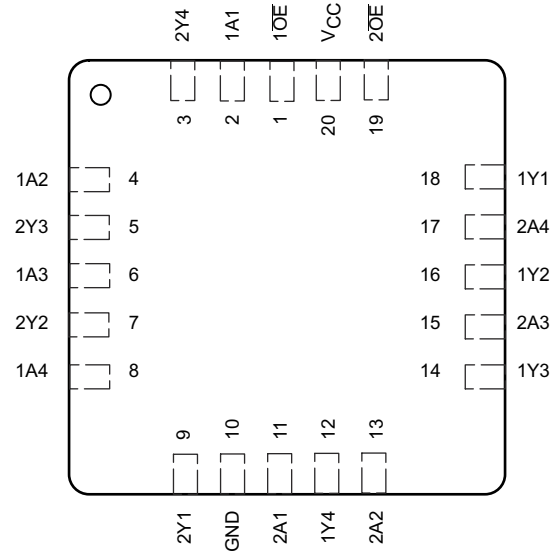 2Y4 1A1 1O̅E̅ VCC 2O̅E̅
3 2 1 20 19
1A2 4 18 1Y1
2Y3 5 17 2A4
1A3 6 16 1Y2
2Y2 7 15 2A3
1A4 8 14 1Y3
9 10 11 12 13
2Y1 GND 2A1 1Y4 2A2